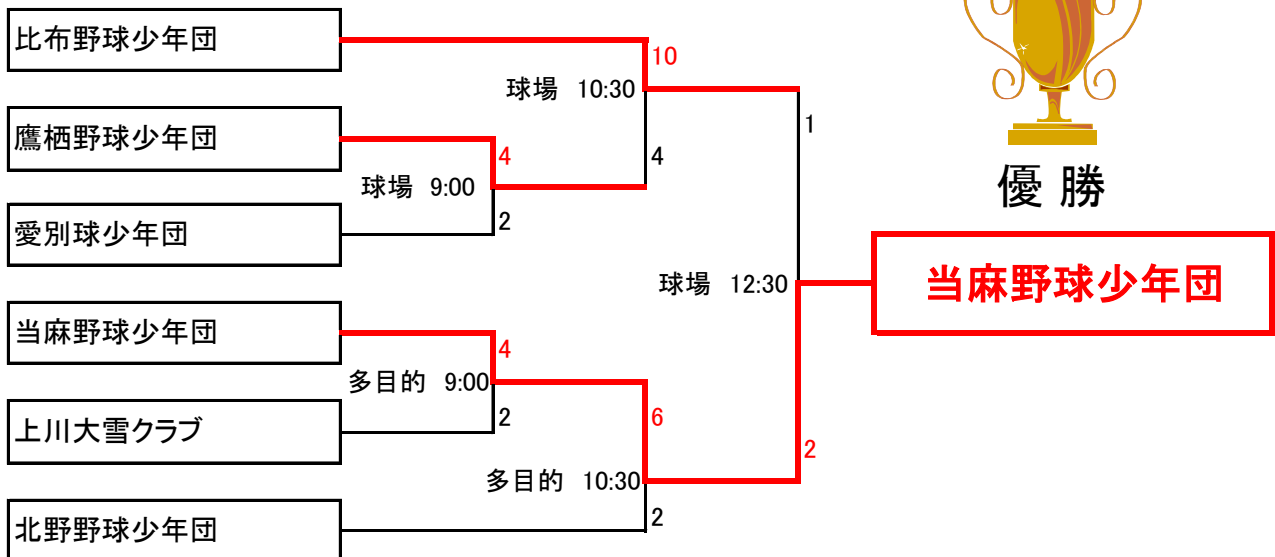 比布野球少年団
10
球場 10:30
1
鷹栖野球少年団
4
4
優 勝
球場 9:00
2
愛別球少年団
当麻野球少年団
球場 12:30
当麻野球少年団
4
多目的 9:00
2
6
上川大雪クラブ
2
多目的 10:30
2
北野野球少年団